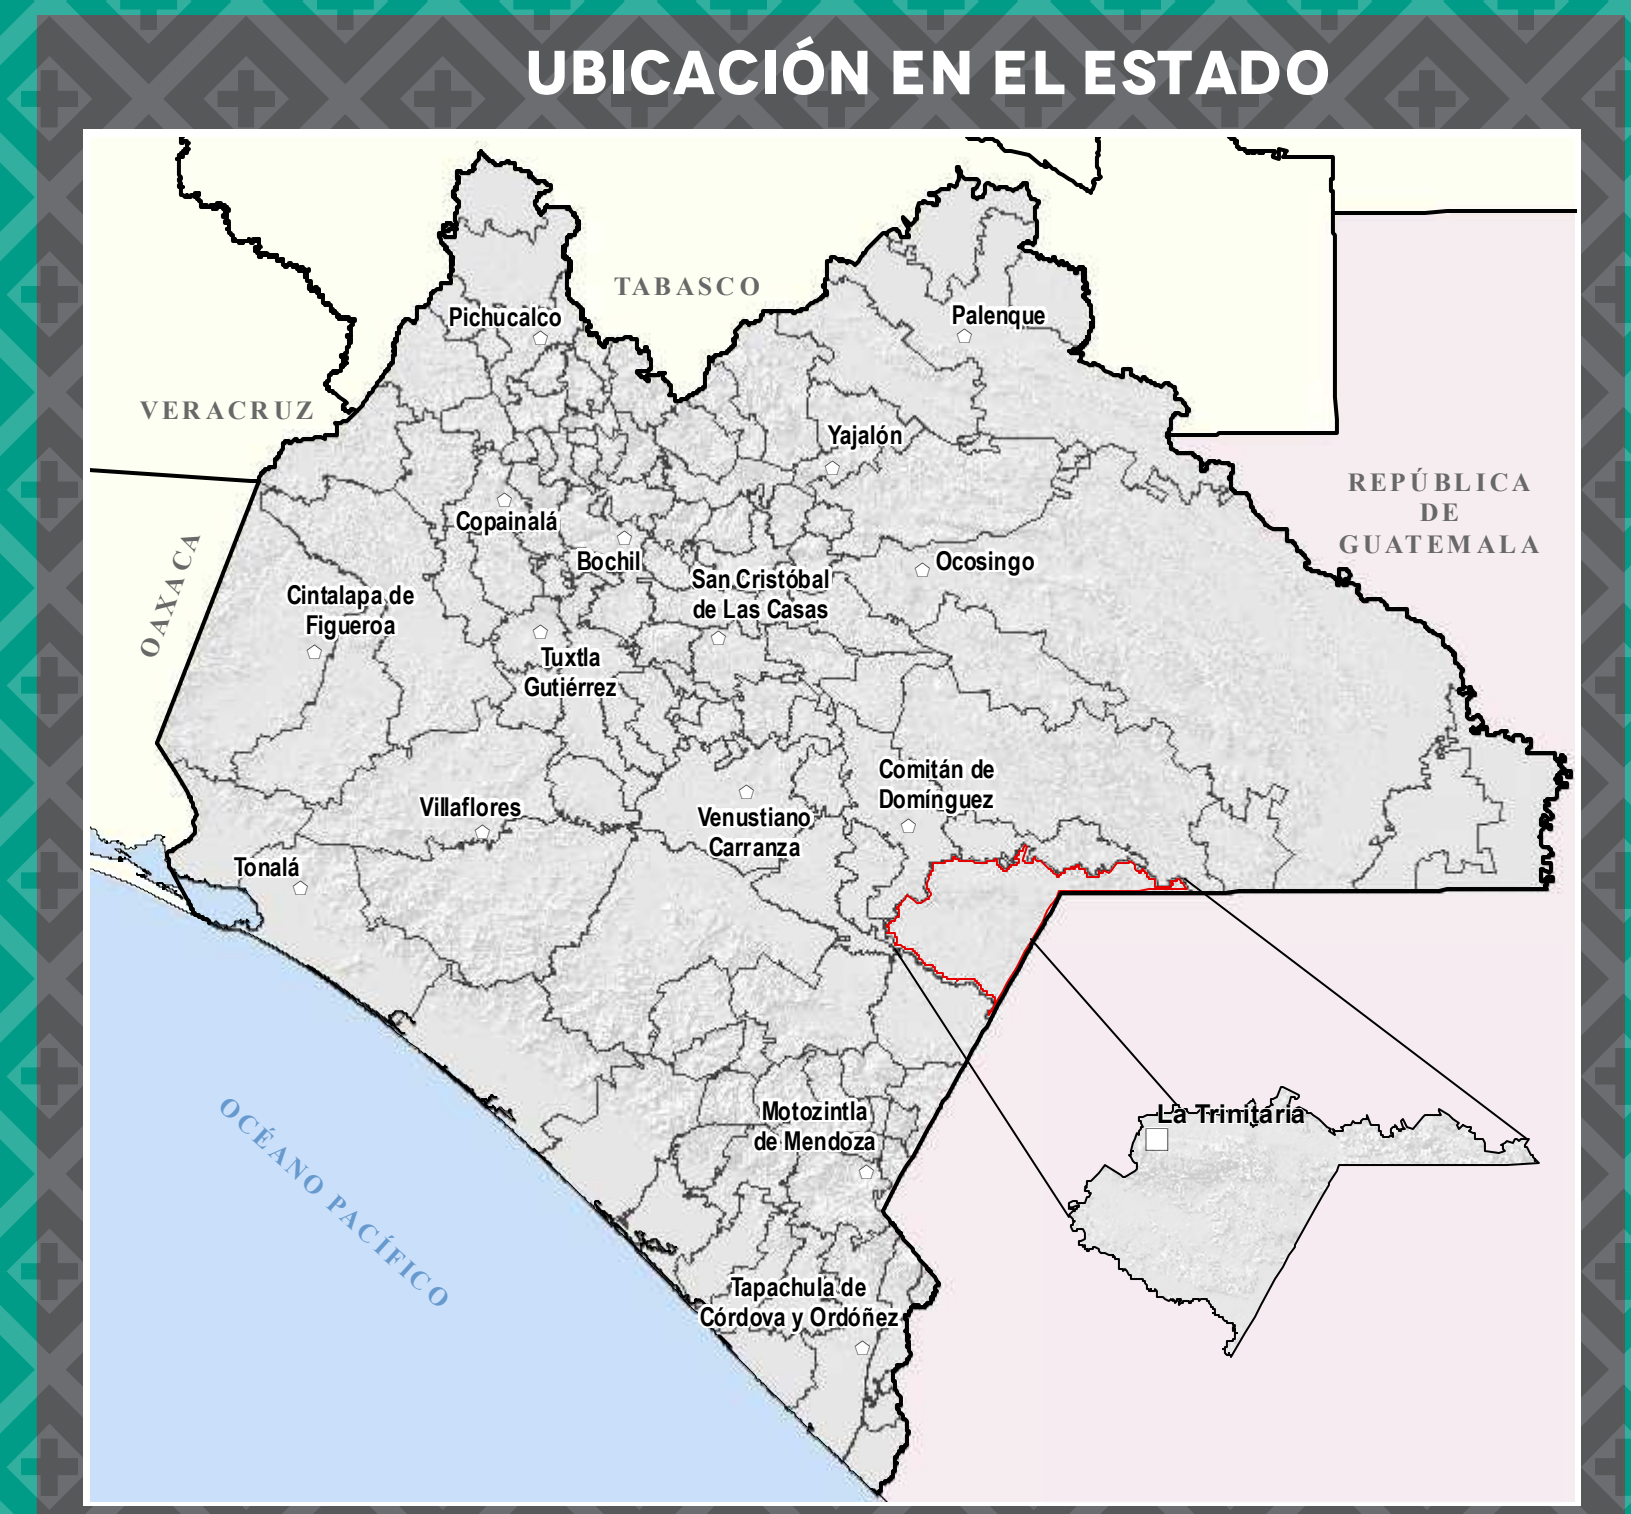 UBICACIÓN EN EL ESTADO
TABASCO
Pichucalco
Palenque
VERACRUZ
Yajalón
REPÚBLICA
DE
GUATEMALA
Copainalá
OAXACA
Bochil
Ocosingo
San Cristóbal
de Las Casas
Cintalapa de
Figueroa
Tuxtla
Gutiérrez
Comitán de
Domínguez
Villaflores
Venustiano
Carranza
Tonalá
OCÉANO PACÍFICO
Motozintla
de Mendoza
La Trinitaria
Tapachula de
Córdova y Ordóñez